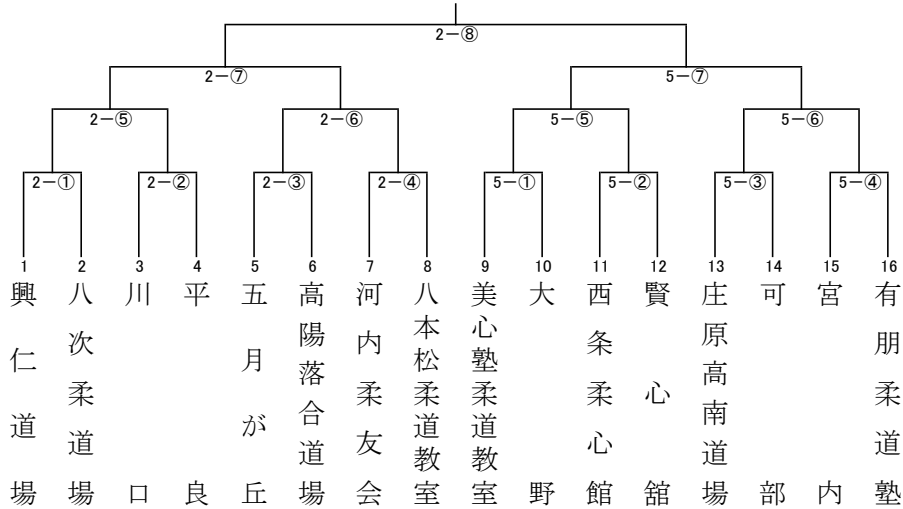 2−⑧
2−⑦
5−⑦
2−⑤
2−⑥
5−⑤
5−⑥
2−①
2−②
2−③
2−④
5−①
5−②
5−③
5−④
1
2
3
4
5
6
7
8
9
10
11
12
13
14
15
16
興仁道場
八次柔道場
川口
平良
五月が丘
高陽落合道場
河内柔友会
八本松柔道教室
美心塾柔道教室
大野
西条柔心館
賢心舘
庄原高南道場
可部
宮内
有朋柔道塾